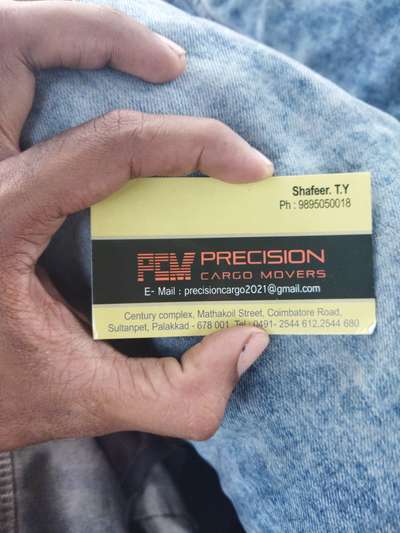 Shafeer. T.Y
Ph : 9895050018
PCM PRECISION
CARGO MOVERS
E- Mail : precisioncargo2021@gmail.com
Century complex, Mathakoil Street, Coimbatore Road,
Sultanpet, Palakkad - 678 001 Tel : 0491- 2544 612,2544 680